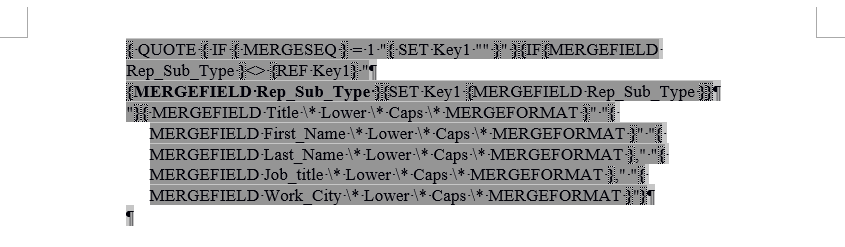 { QUOTE { IF { MERGESEQ } = 1 "{ SET Key1 "" }" }{IF{MERGEFIELD
Rep_Sub_Type }<> {REF Key1} "¶
{MERGEFIELD Rep_Sub_Type }{SET Key1 {MERGEFIELD Rep_Sub_Type }}¶
"}{ MERGEFIELD Title \* Lower \* Caps \* MERGEFORMAT }" "{
MERGEFIELD First_Name \* Lower \* Caps \* MERGEFORMAT }" "{
MERGEFIELD Last_Name \* Lower \* Caps \* MERGEFORMAT }," "{
MERGEFIELD Job_title \* Lower \* Caps \* MERGEFORMAT }," "{
MERGEFIELD Work_City \* Lower \* Caps \* MERGEFORMAT }"}¶
¶